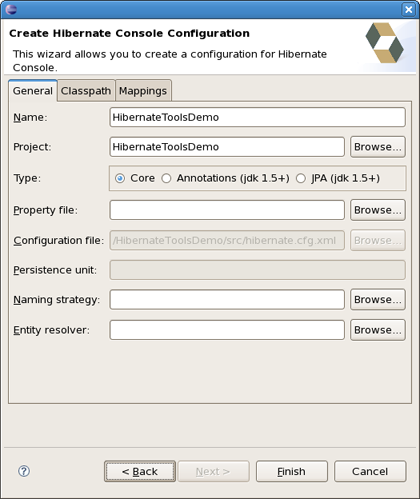 Create Hibernate Console Configuration
This wizard allows you to create a configuration for Hibernate
Console.
General Classpath Mappings
Name: HibernateToolsDemo
Project: HibernateToolsDemo Browse...
Type: Core Annotations (jdk 1.5+) JPA (jdk 1.5+)
Property file: Browse...
Configuration file: /HibernateToolsDemo/src/hibernate.cfg.xml Browse...
Persistence unit:
Naming strategy: Browse...
Entity resolver: Browse...
? < Back Next > Finish Cancel